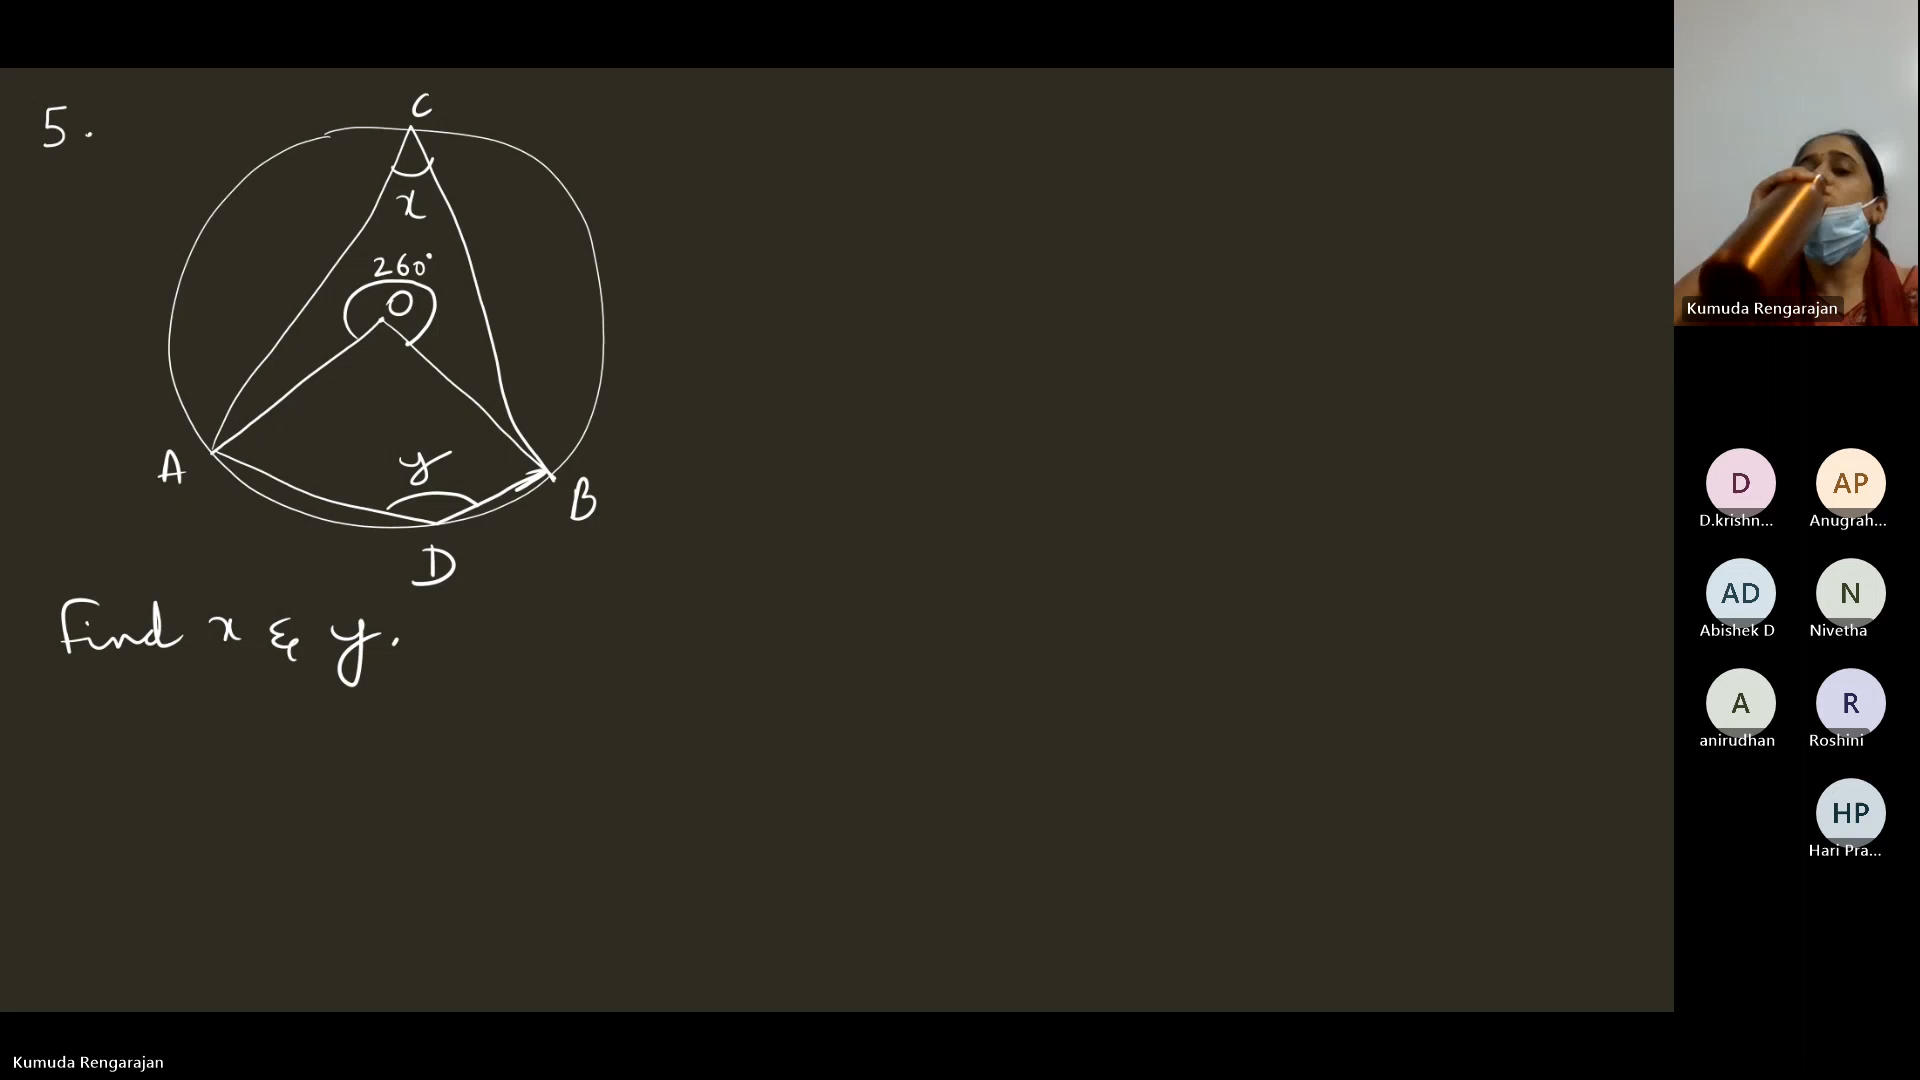 5.
C
x
260°
O
A
y
B
D
Find x & y.
Kumuda Rengarajan
D
AP
D.krishn...
Anugrah...
AD
N
Abishek D
Nivetha
A
R
anirudhan
Roshini
HP
Hari Pra...
Kumuda Rengarajan